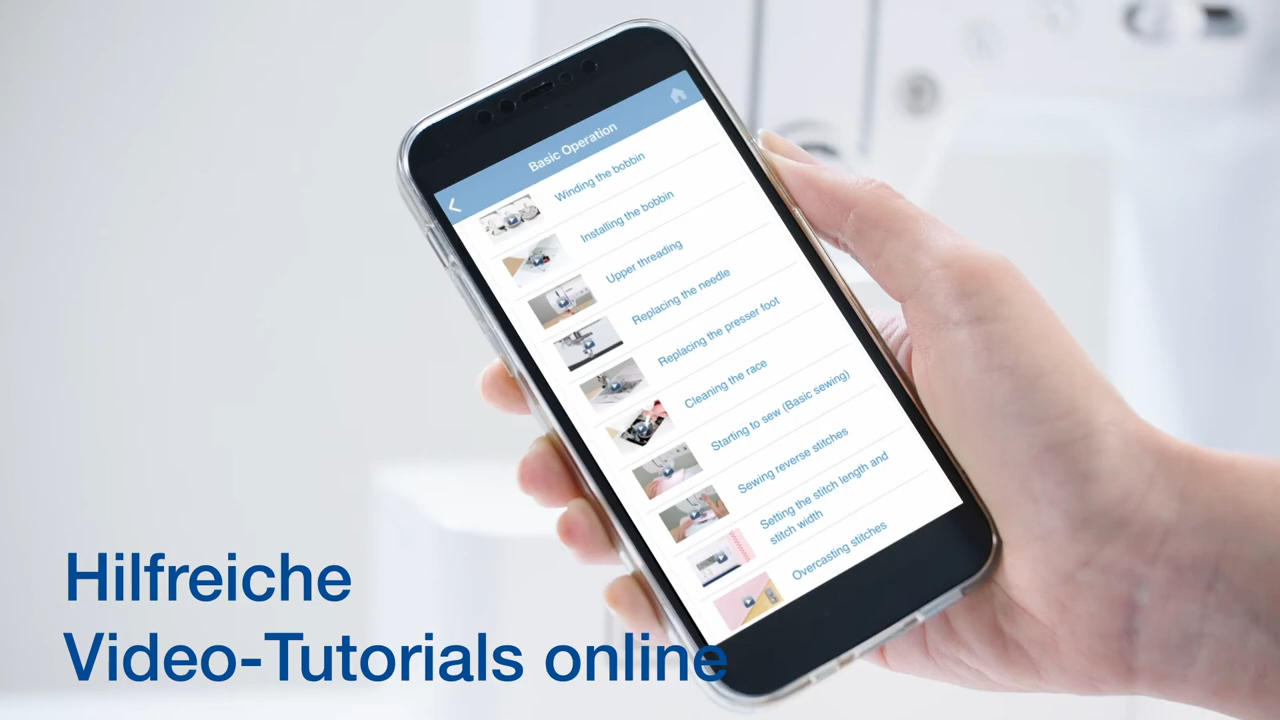 Basic Operation
Winding the bobbin
Installing the bobbin
Upper threading
Replacing the needle
Replacing the presser foot
Cleaning the race
Starting to sew (Basic sewing)
Sewing reverse stitches
Setting the stitch length and
stitch width
Overcasting stitches
Hilfreiche
Video-Tutorials online